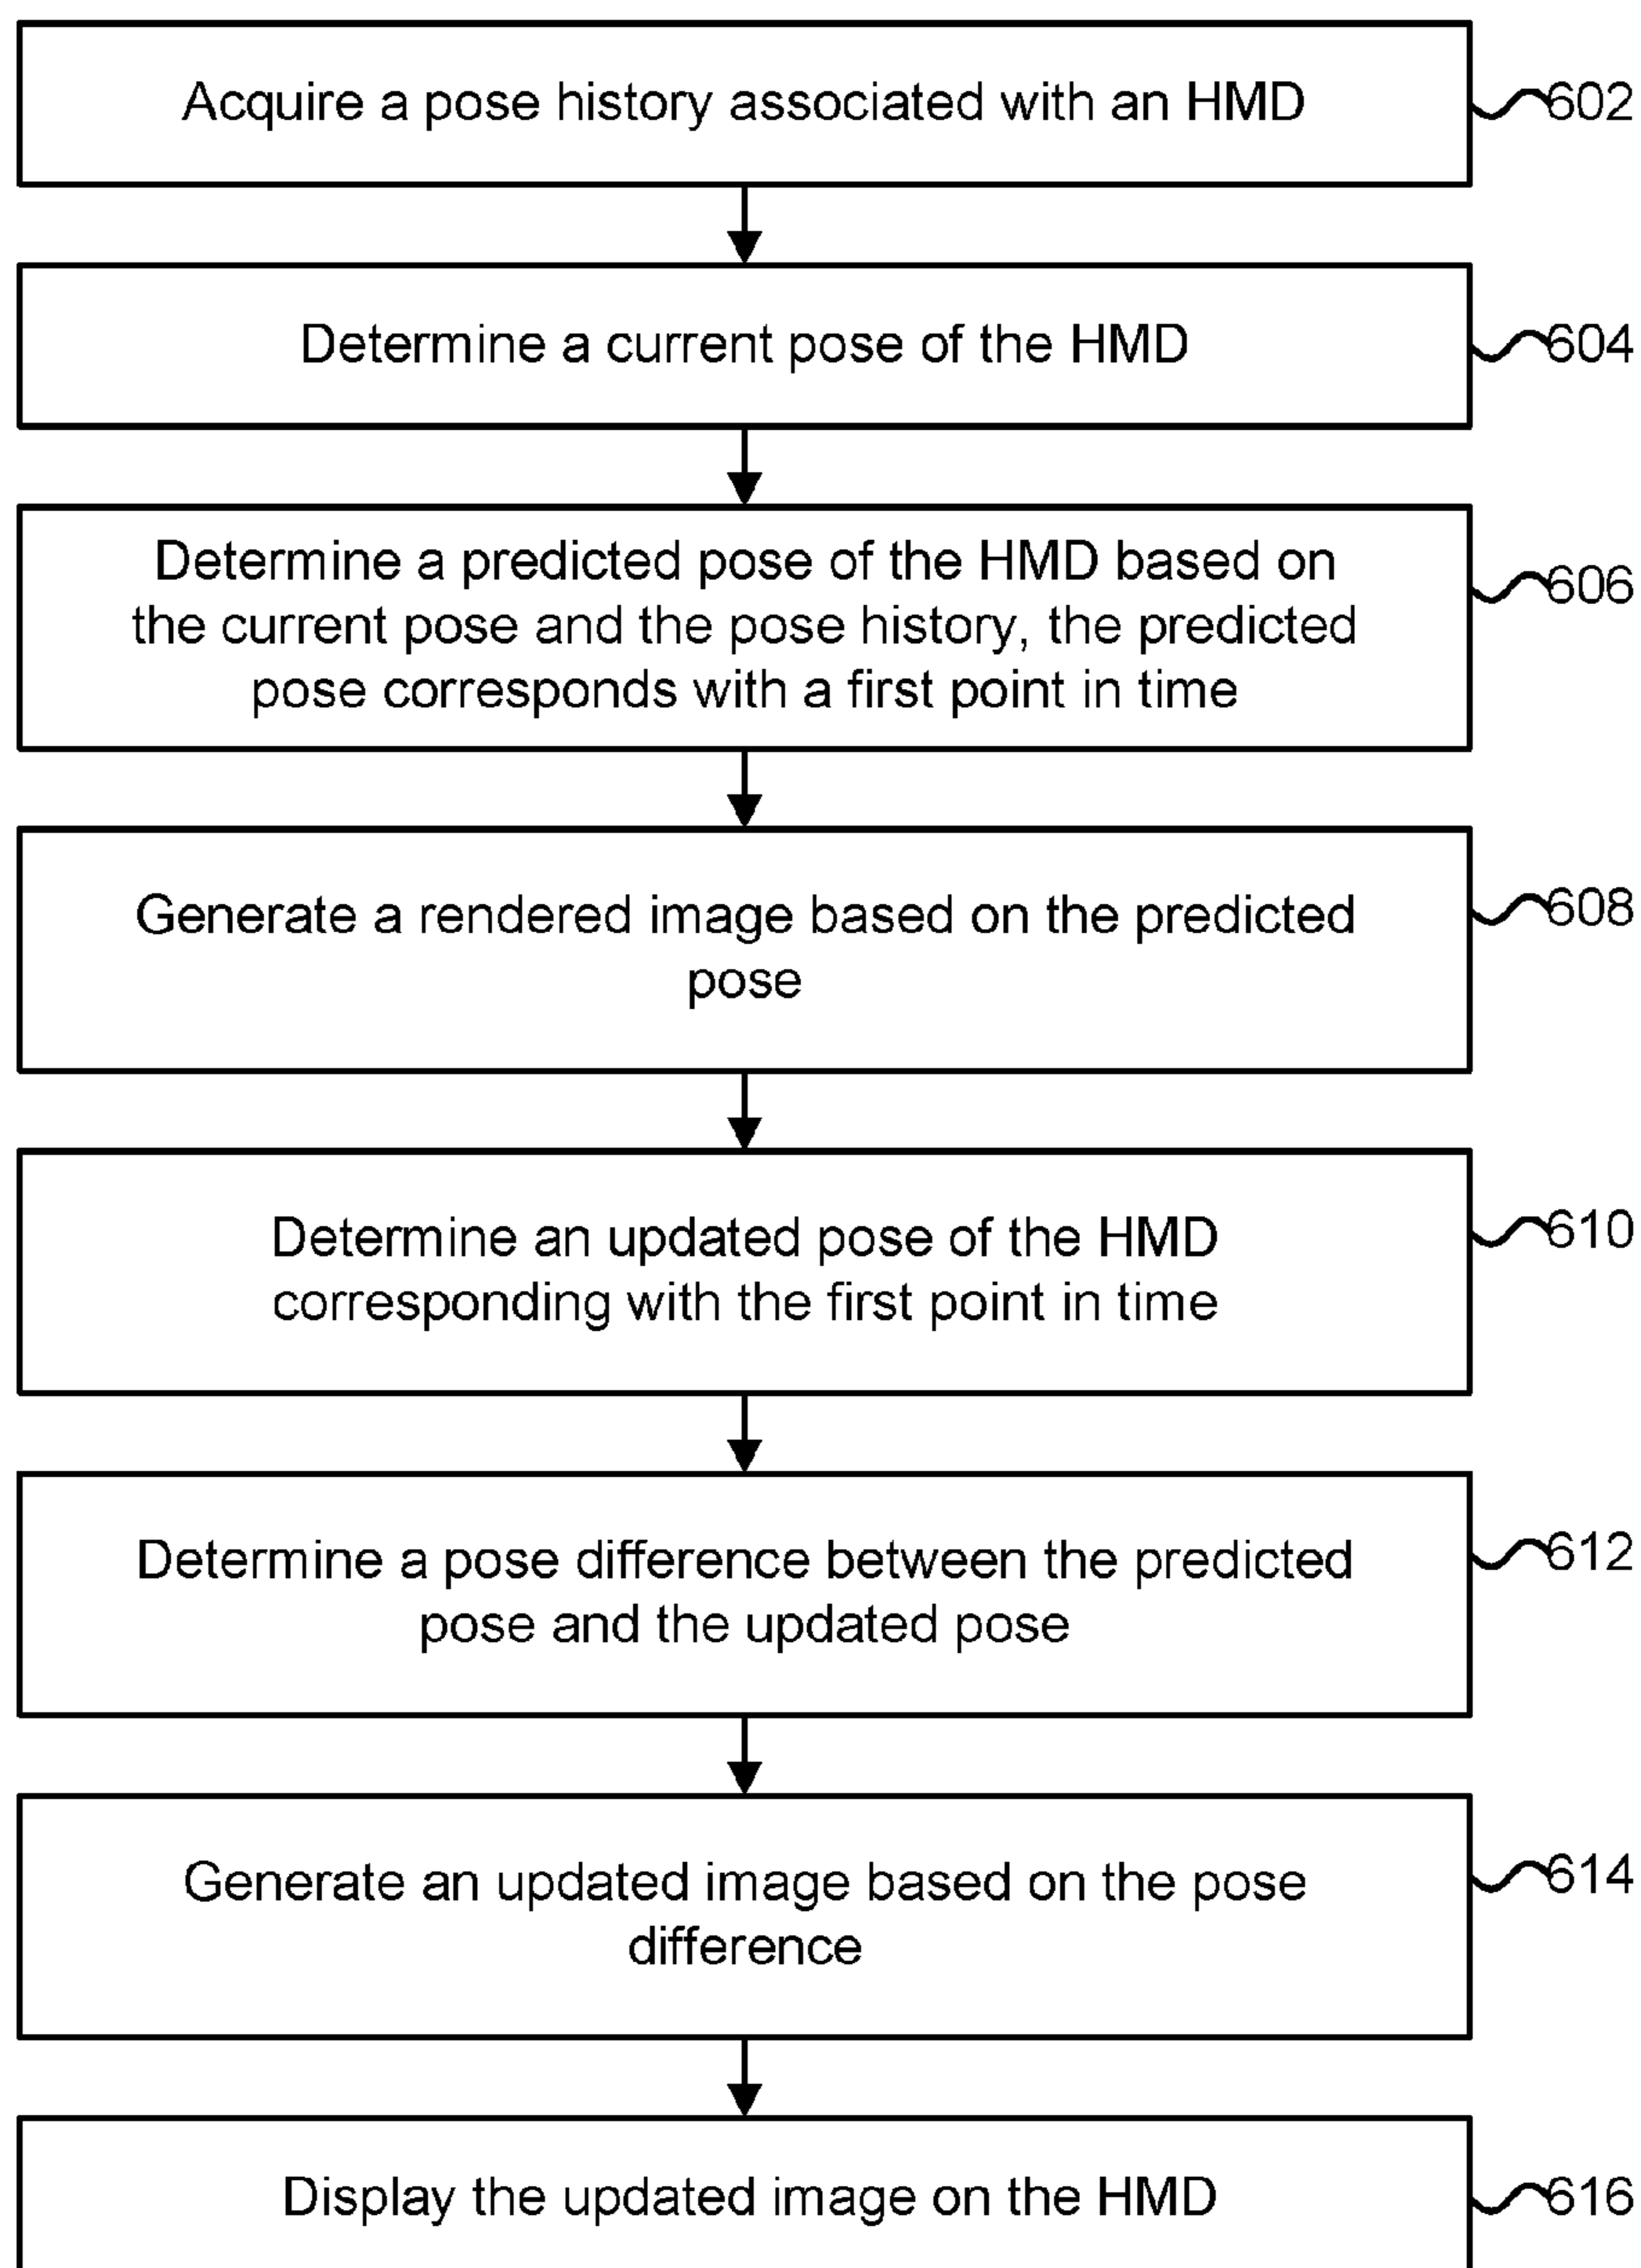 Acquire a pose history associated with an HMD
602
Determine a current pose of the HMD
604
Determine a predicted pose of the HMD based on
the current pose and the pose history, the predicted
pose corresponds with a first point in time
606
Generate a rendered image based on the predicted
pose
608
Determine an updated pose of the HMD
corresponding with the first point in time
610
Determine a pose difference between the predicted
pose and the updated pose
612
Generate an updated image based on the pose
difference
614
Display the updated image on the HMD
616